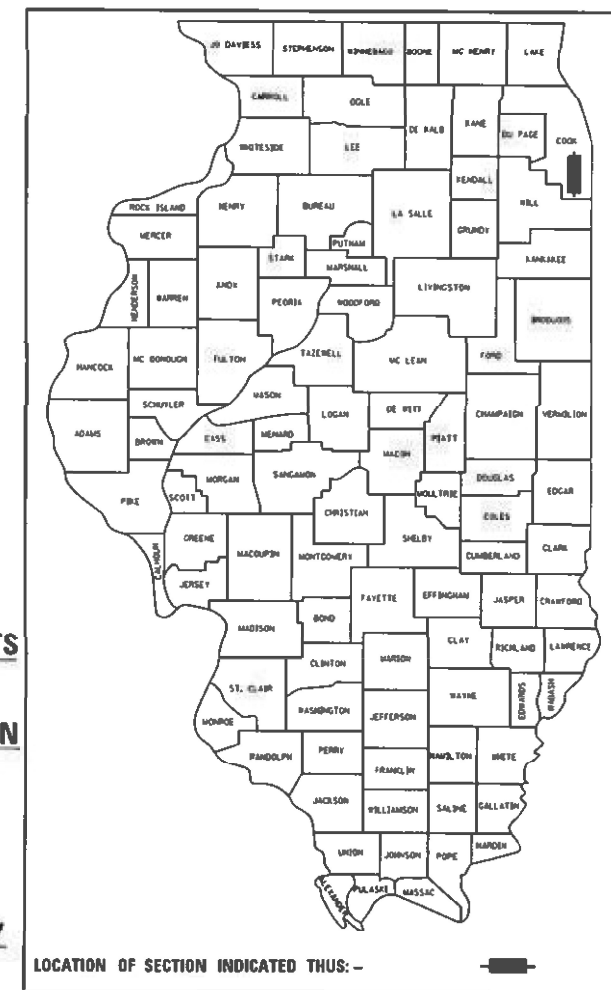 JO DAVIESS STEPHENSON WINNEBAGO BOONE MC HENRY LAKE
CARROLL OGLE
DE KALB KANE DU PAGE COOK
WHITESIDE LEE
KENDALL WILL
ROCK ISLAND HENRY BUREAU LA SALLE
MERCER PUTNAM GRUNDY
STARK MARSHALL KANKAKEE
HENDERSON WARREN KNOX PEORIA WOODFORD LIVINGSTON
IROQUOIS
HANCOCK MC DONOUGH FULTON TAZEWELL MC LEAN FORD
MASON
SCHUYLER LOGAN DE WITT CHAMPAIGN VERMILION
ADAMS BROWN CASS MENARD PIATT
MACON
PIKE SCOTT MORGAN SANGAMON MOULTRIE DOUGLAS EDGAR
CHRISTIAN COLES
CALHOUN GREENE MACOUPIN MONTGOMERY SHELBY CUMBERLAND CLARK
JERSEY
FAYETTE EFFINGHAM JASPER CRAWFORD
MADISON BOND
CLAY RICHLAND LAWRENCE
TS
CLINTON MARION
ST. CLAIR WAYNE EDWARDS WABASH
MONROE WASHINGTON JEFFERSON
N
RANDOLPH PERRY HAMILTON WHITE
FRANKLIN
JACKSON WILLIAMSON SALINE GALLATIN
UNION JOHNSON POPE HARDEN
ALEXANDER PULASKI MASSAC
LOCATION OF SECTION INDICATED THUS: -